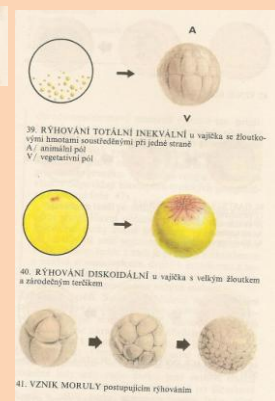 A
V
39. RÝHOVÁNÍ TOTÁLNÍ INEKVÁLNÍ u vajíčka se žloutko-
vými hmotami soustředěnými při jedné straně
A/ animální pól
V/ vegetativní pól
40. RÝHOVÁNÍ DISKOIDÁLNÍ u vajíčka s velkým žloutkem
a zárodečným terčíkem
41. VZNIK MORULY postupujícím rýhováním